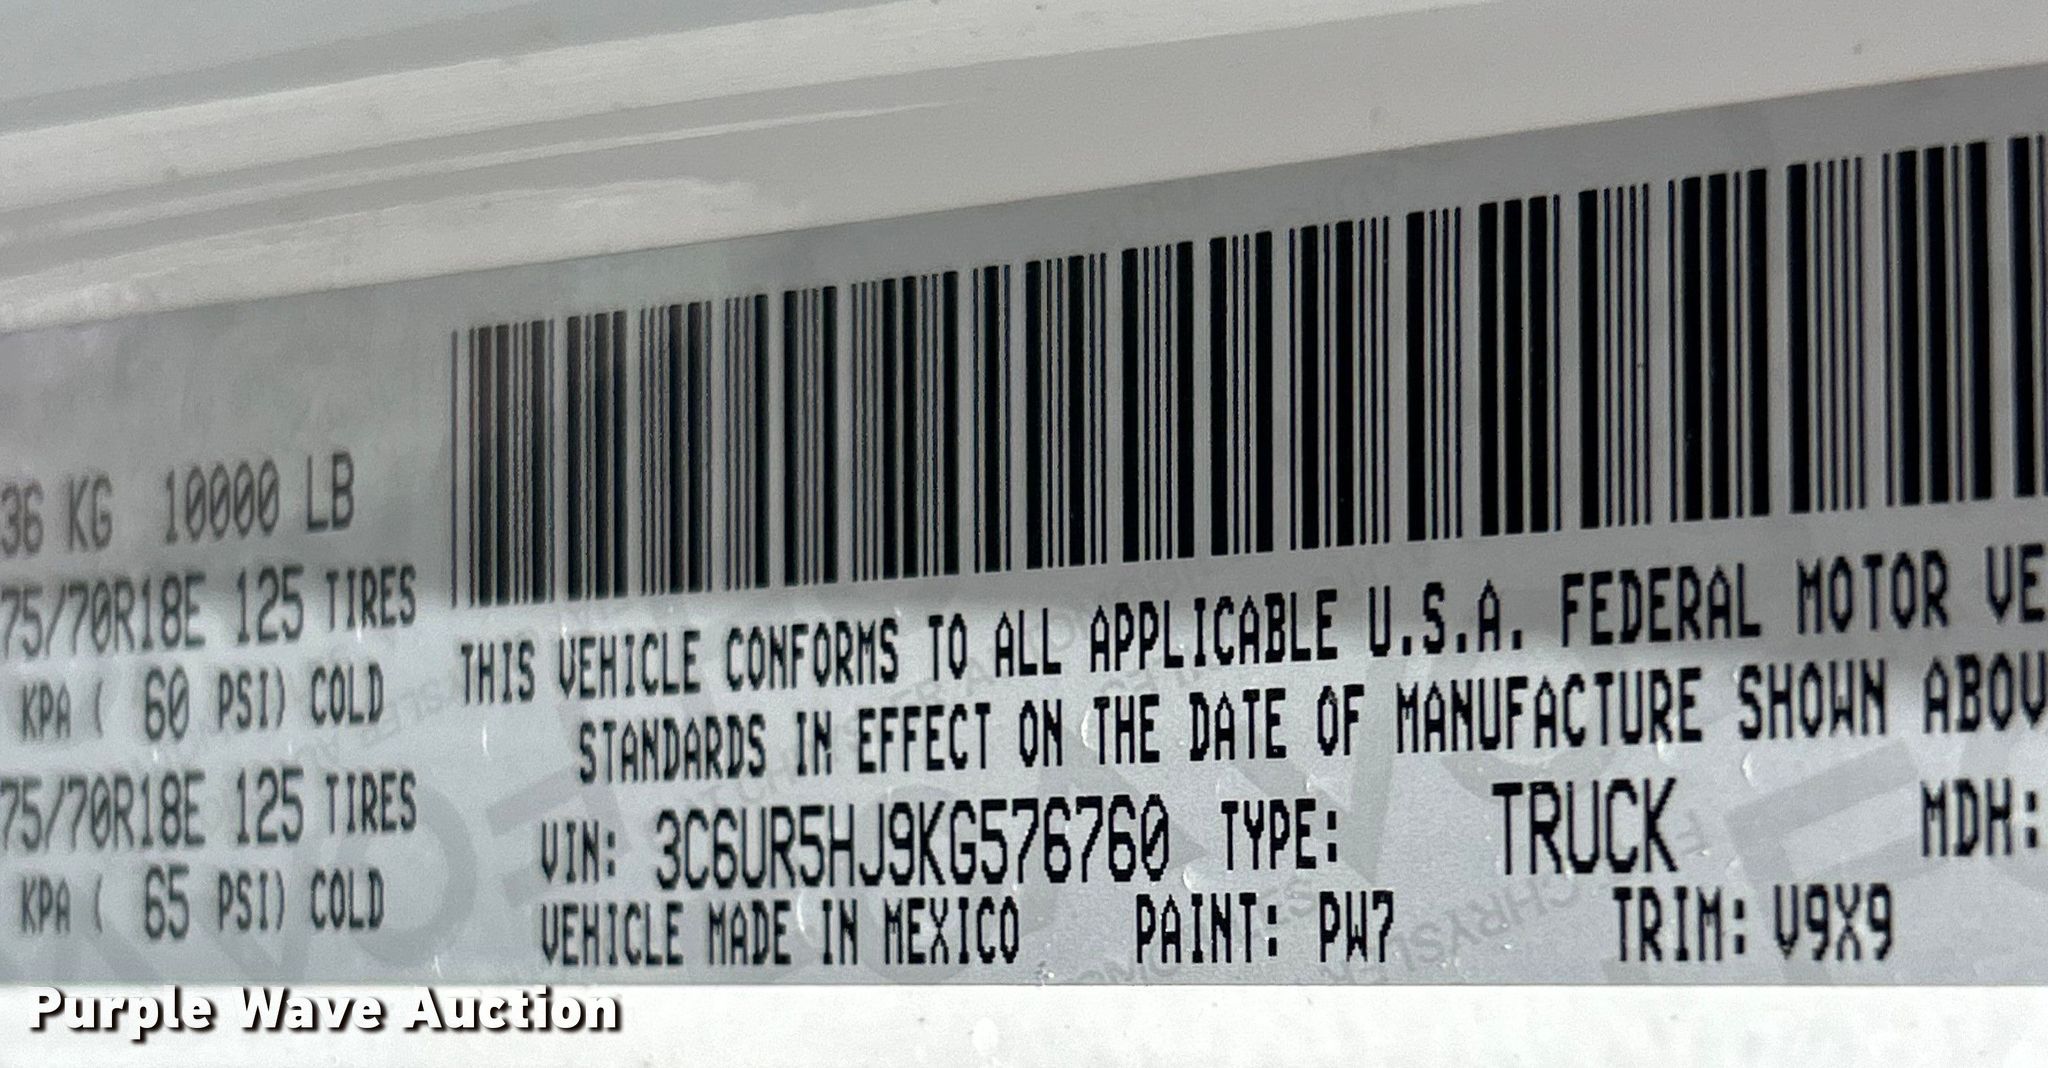 36 KG 10000 LB
75/70R18E 125 TIRES
KPA ( 60 PSI) COLD
75/70R18E 125 TIRES
KPA ( 65 PSI) COLD
THIS VEHICLE CONFORMS TO ALL APPLICABLE U.S.A. FEDERAL MOTOR VE
STANDARDS IN EFFECT ON THE DATE OF MANUFACTURE SHOWN ABOV
VIN: 3C6UR5HJ9KG576760 TYPE: TRUCK MDH:
VEHICLE MADE IN MEXICO PAINT: PW7 TRIM: V9X9
Purple Wave Auction